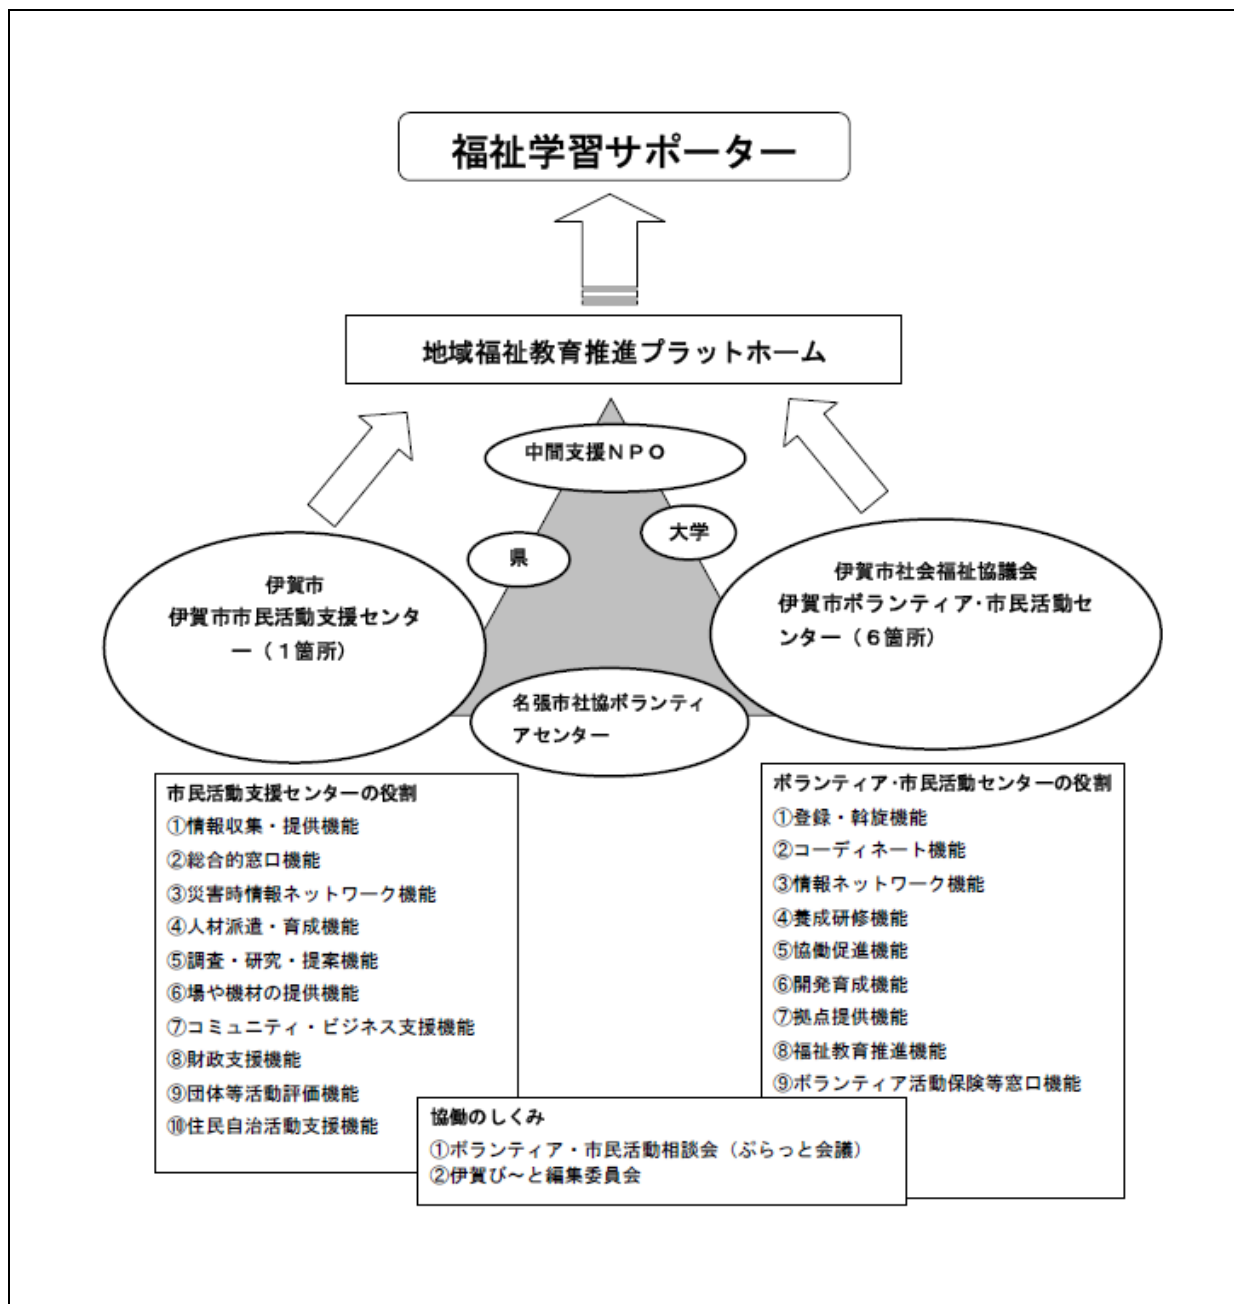 福祉学習サポーター
地域福祉教育推進プラットホーム
中間支援NPO
大学
県
伊賀市
伊賀市市民活動支援センタ
ー（1箇所）
伊賀市社会福祉協議会
伊賀市ボランティア・市民活動セ
ンター（6箇所）
名張市社協ボランティ
アセンター
市民活動支援センターの役割
①情報収集・提供機能
②総合的窓口機能
③災害時情報ネットワーク機能
④人材派遣・育成機能
⑤調査・研究・提案機能
⑥場や機材の提供機能
⑦コミュニティ・ビジネス支援機能
⑧財政支援機能
⑨団体等活動評価機能
⑩住民自治活動支援機能
ボランティア・市民活動センターの役割
①登録・斡旋機能
②コーディネート機能
③情報ネットワーク機能
④養成研修機能
⑤協働促進機能
⑥開発育成機能
⑦拠点提供機能
⑧福祉教育推進機能
⑨ボランティア活動保険等窓口機能
協働のしくみ
①ボランティア・市民活動相談会（ぷらっと会議）
②伊賀び～と編集委員会